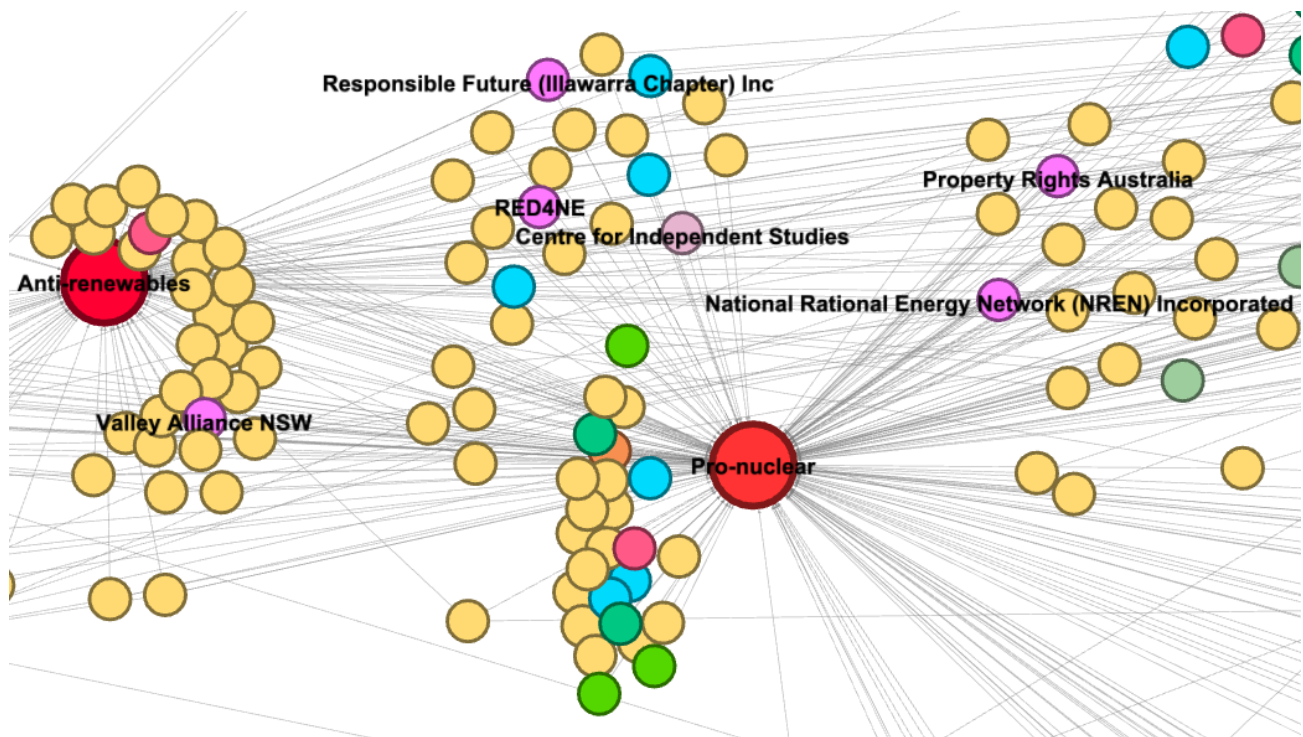 Responsible Future (Illawarra Chapter) Inc
Property Rights Australia
RED4NE
Centre for Independent Studies
Anti-renewables
National Rational Energy Network (NREN) Incorporated
Valley Alliance NSW
Pro-nuclear